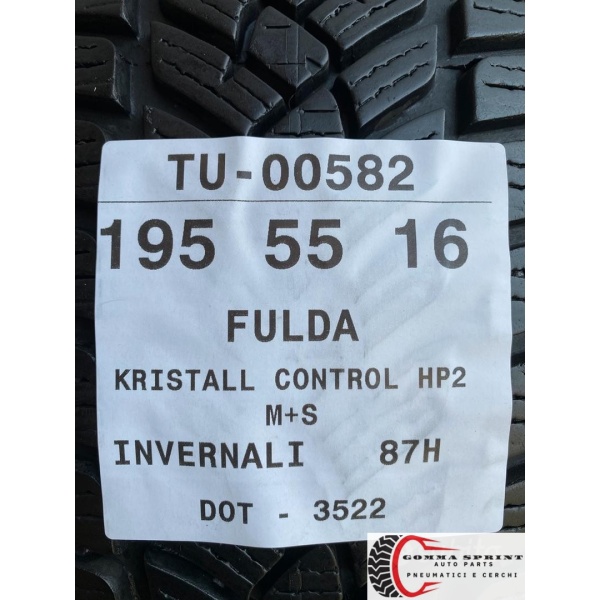 TU-00582
195 55 16
FULDA
KRISTALL CONTROL HP2
M+S
INVERNALI 87H
DOT - 3522
GOMMA SPRINT
AUTO PARTS
PNEUMATICI E CERCHI